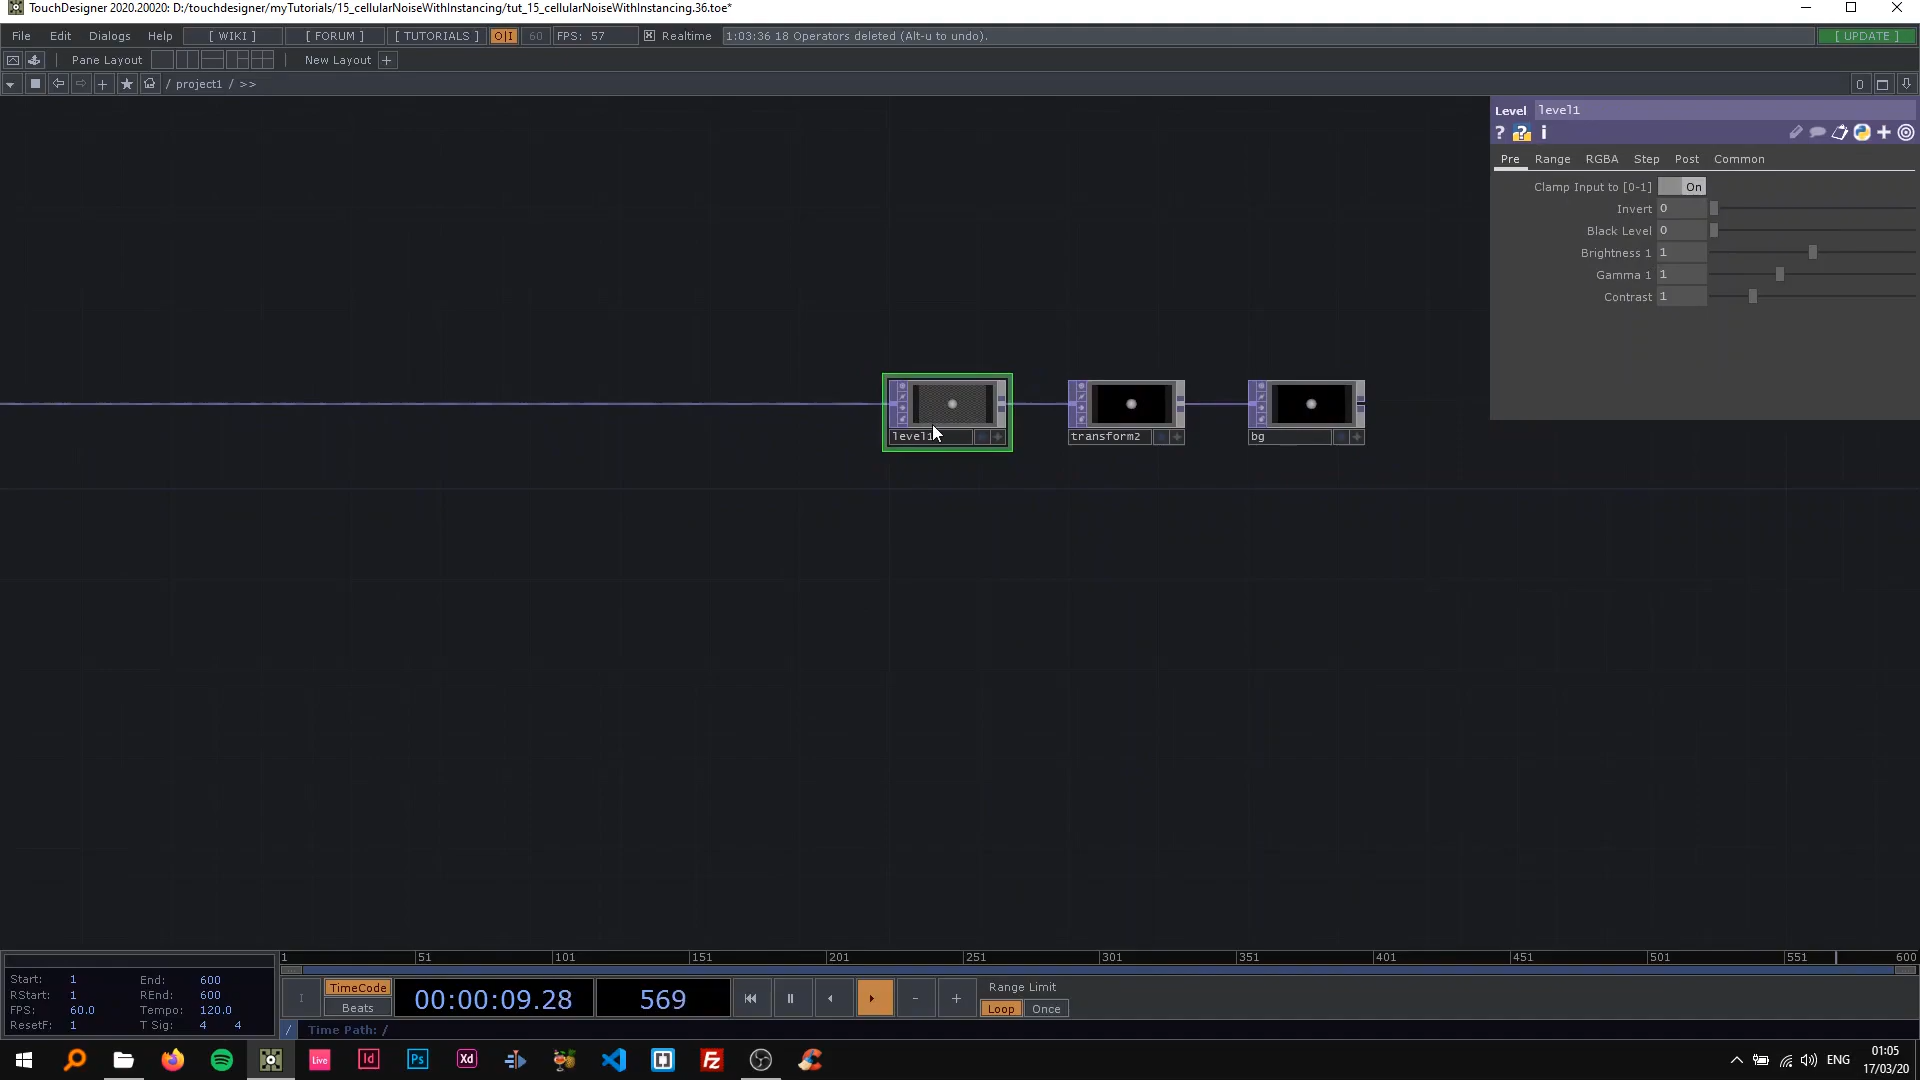 TouchDesigner 2020.20020: D:/touchdesigner/myTutorials/15_cellularNoiseWithInstancing/tut_15_cellularNoiseWithInstancing.36.toe*
File Edit Dialogs Help [ WIKI ] [ FORUM ] [ TUTORIALS ] O|I 60 FPS: 57 Realtime 1:03:36 18 Operators deleted (Alt-u to undo). [ UPDATE ]
Pane Layout New Layout +
/ project1 / >> 0
Level level1
? ? i
Pre Range RGBA Step Post Common
Clamp Input to [0-1] On
Invert 0
Black Level 0
Brightness 1 1
Gamma 1 1
Contrast 1
level1 transform2 bg
1 51 101 151 201 251 301 351 401 451 501 551 600
Start: 1 End: 600
RStart: 1 REnd: 600
FPS: 60.0 Tempo: 120.0
ResetF: 1 T Sig: 4 4
I TimeCode
Beats
00:00:09.28 569 - +
Range Limit
Loop Once
/ Time Path: /
Live Id Ps Xd Fz
ENG
01:05
17/03/20